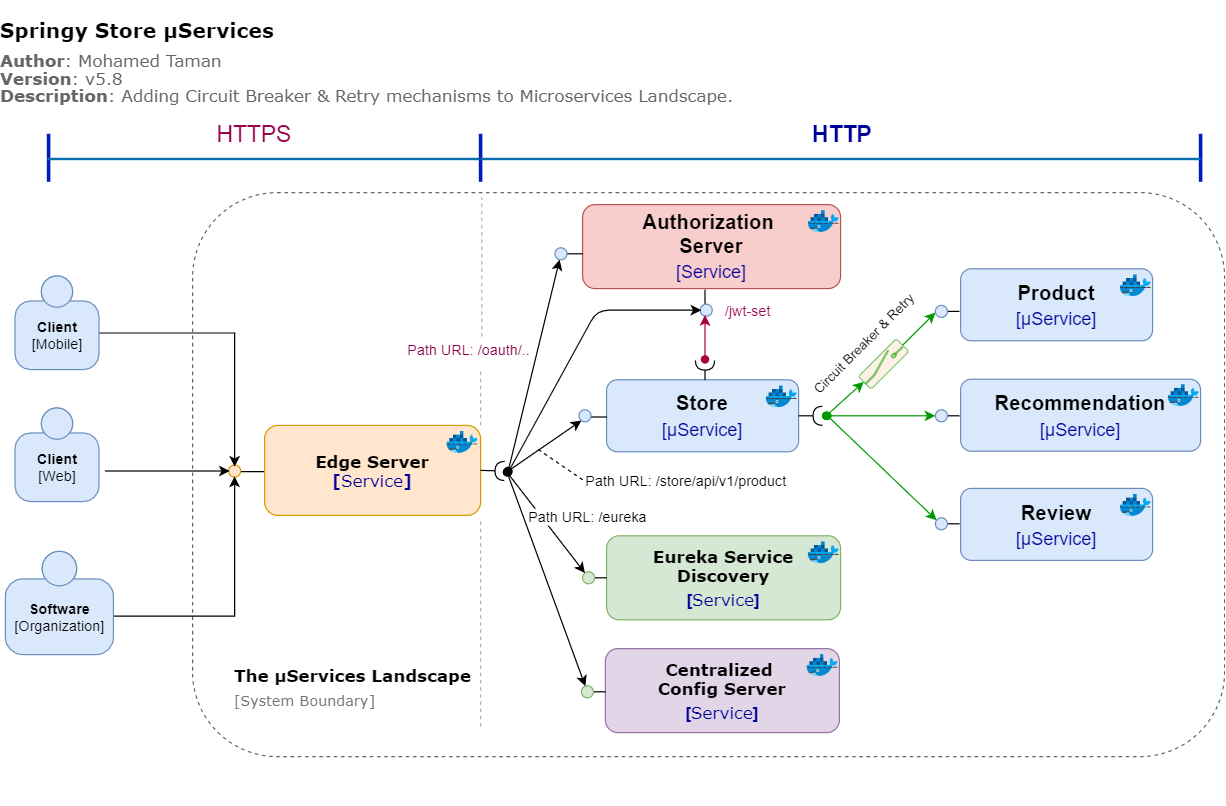 Springy Store µServices
Author: Mohamed Taman
Version: v5.8
Description: Adding Circuit Breaker & Retry mechanisms to Microservices Landscape.
HTTPS
HTTP
Authorization
Server
[Service]
Client
[Mobile]
Path URL: /oauth/..
/jwt-set
Circuit Breaker & Retry
Product
[µService]
Store
[µService]
Recommendation
[µService]
Client
[Web]
Edge Server
[Service]
Path URL: /store/api/v1/product
Path URL: /eureka
Review
[µService]
Eureka Service
Discovery
[Service]
Software
[Organization]
The µServices Landscape
[System Boundary]
Centralized
Config Server
[Service]